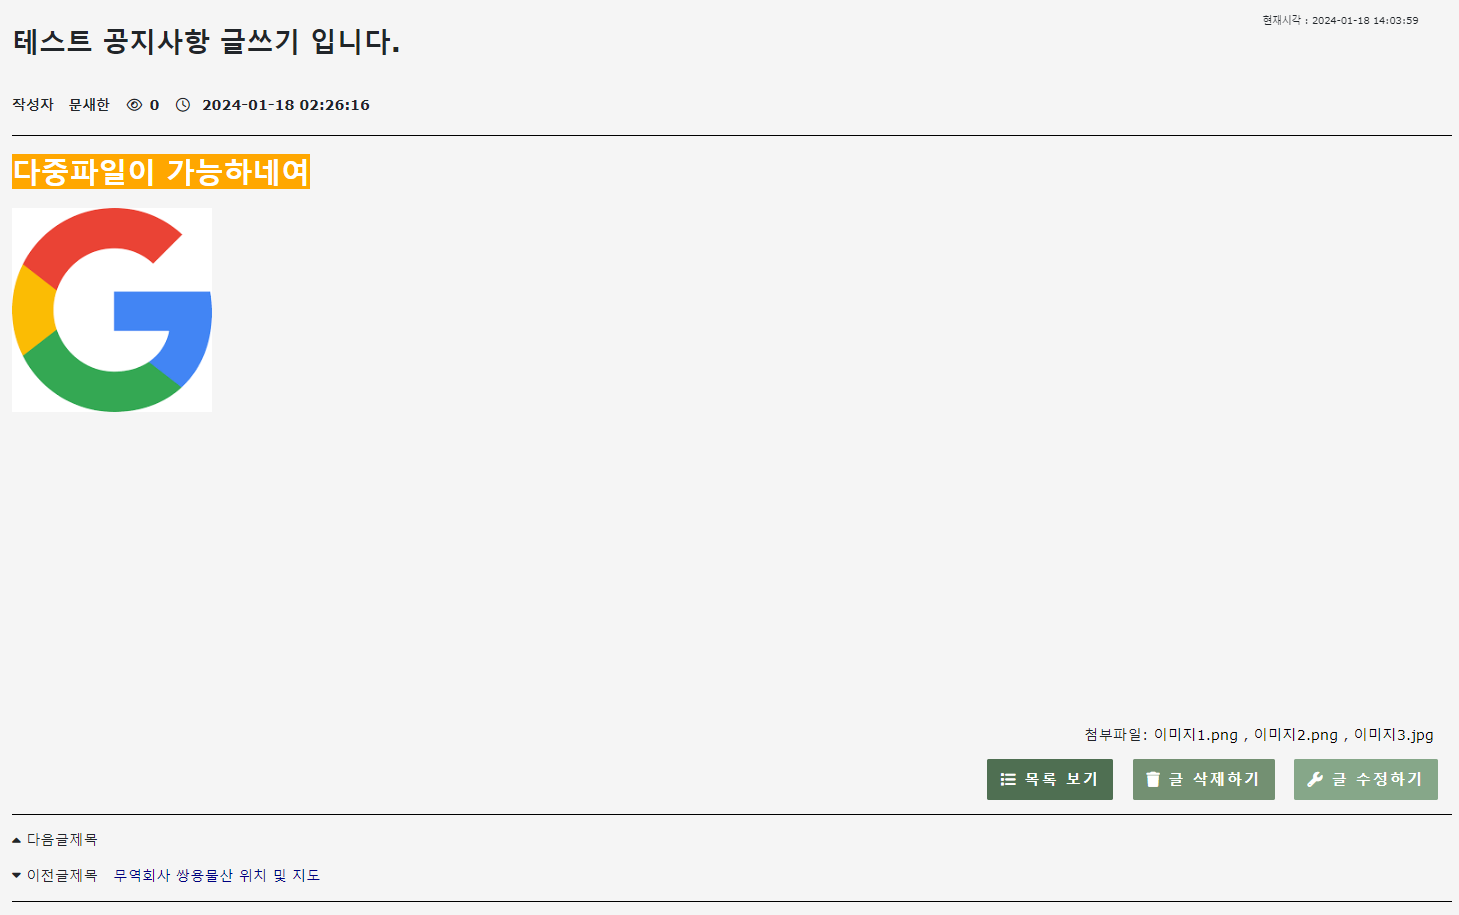 현재시각 : 2024-01-18 14:03:59
테스트 공지사항 글쓰기 입니다.
작성자 문새한 0 2024-01-18 02:26:16
다중파일이 가능하네여
첨부파일: 이미지1.png , 이미지2.png , 이미지3.jpg
목록 보기 글 삭제하기 글 수정하기
다음글제목
이전글제목 무역회사 쌍용물산 위치 및 지도